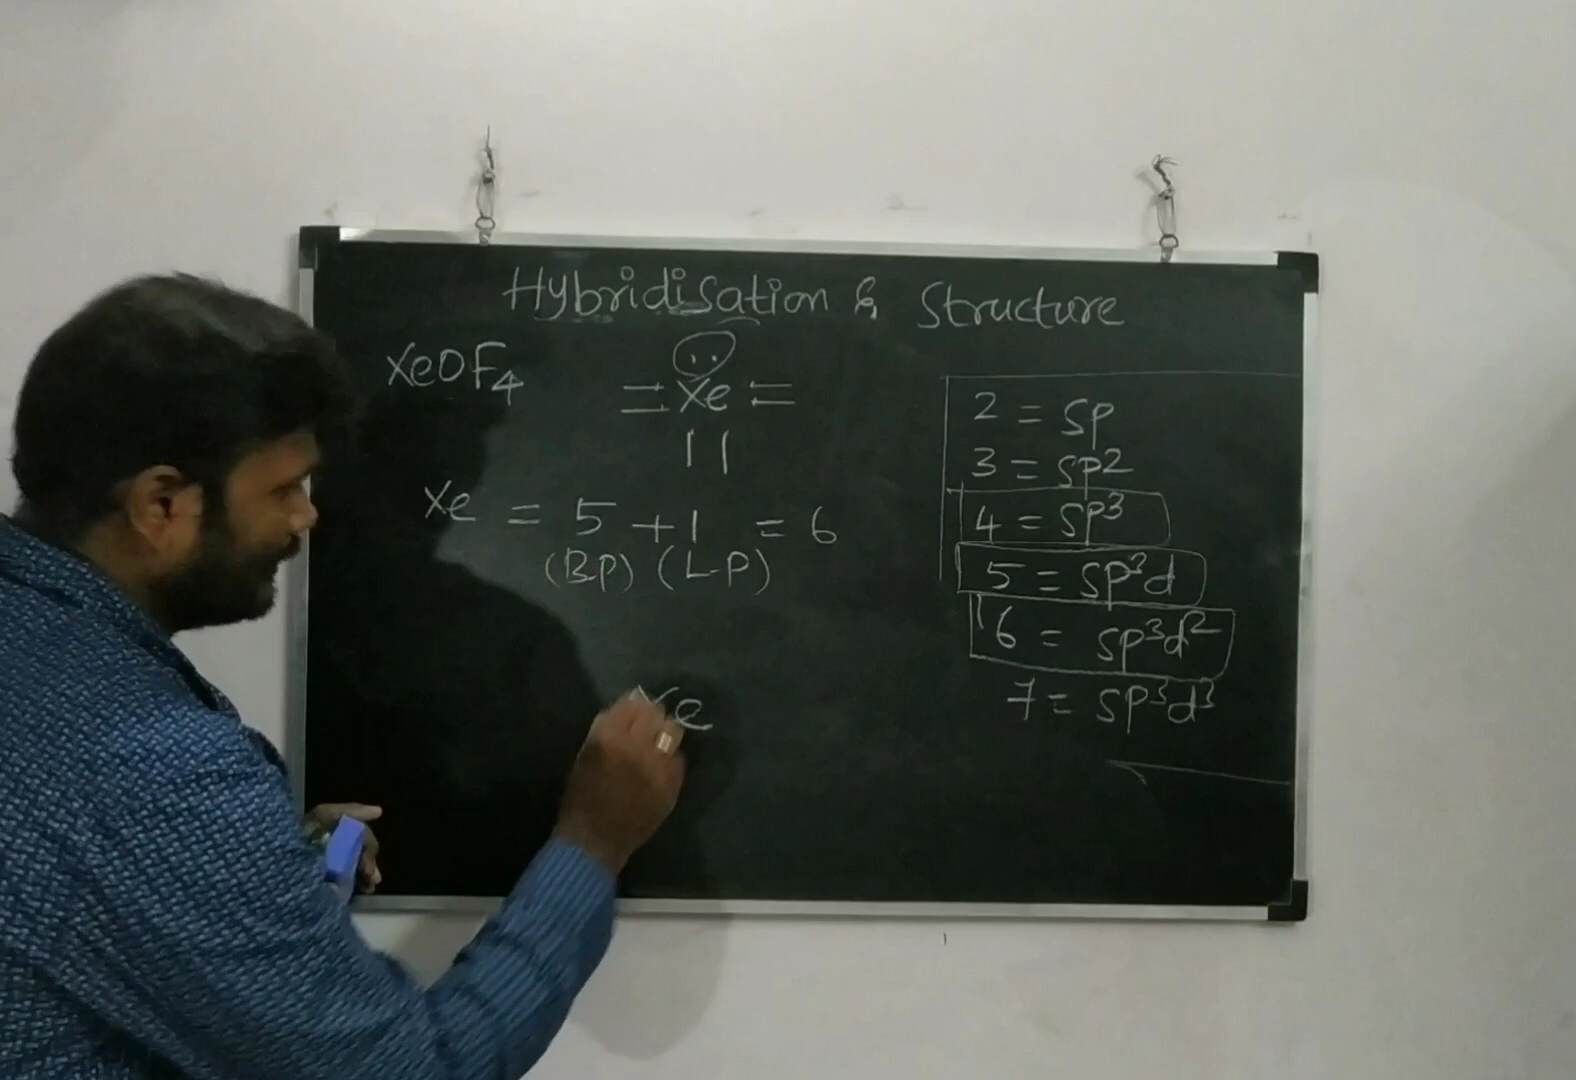 Hybridisation & Structure
XeOF4
..
= Xe =
||
Xe = 5 + 1 = 6
(B.P) (L.P)
Xe
2 = sp
3 = sp2
4 = sp3
5 = sp3d
6 = sp3d2
7 = sp3d3